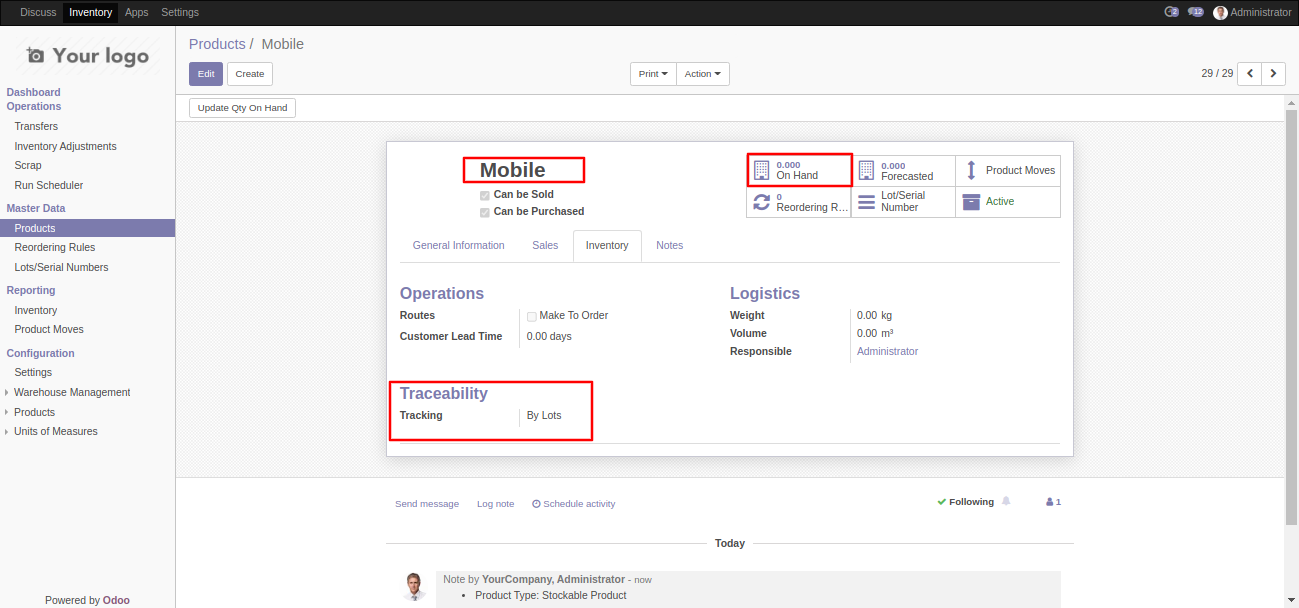 Discuss Inventory Apps Settings 2 12 Administrator
Your logo
Products / Mobile
Edit Create Print Action 29 / 29
Update Qty On Hand
Dashboard
Operations
Transfers
Inventory Adjustments
Scrap
Run Scheduler
Master Data
Products
Reordering Rules
Lots/Serial Numbers
Reporting
Inventory
Product Moves
Configuration
Settings
Warehouse Management
Products
Units of Measures
Powered by Odoo
Mobile
Can be Sold
Can be Purchased
0.000
On Hand
0.000
Forecasted
Product Moves
0
Reordering R...
Lot/Serial
Number
Active
General Information Sales Inventory Notes
Operations
Routes Make To Order
Customer Lead Time 0.00 days
Logistics
Weight 0.00 kg
Volume 0.00 m³
Responsible Administrator
Traceability
Tracking By Lots
Send message Log note Schedule activity Following 1
Today
Note by YourCompany, Administrator - now
• Product Type: Stockable Product